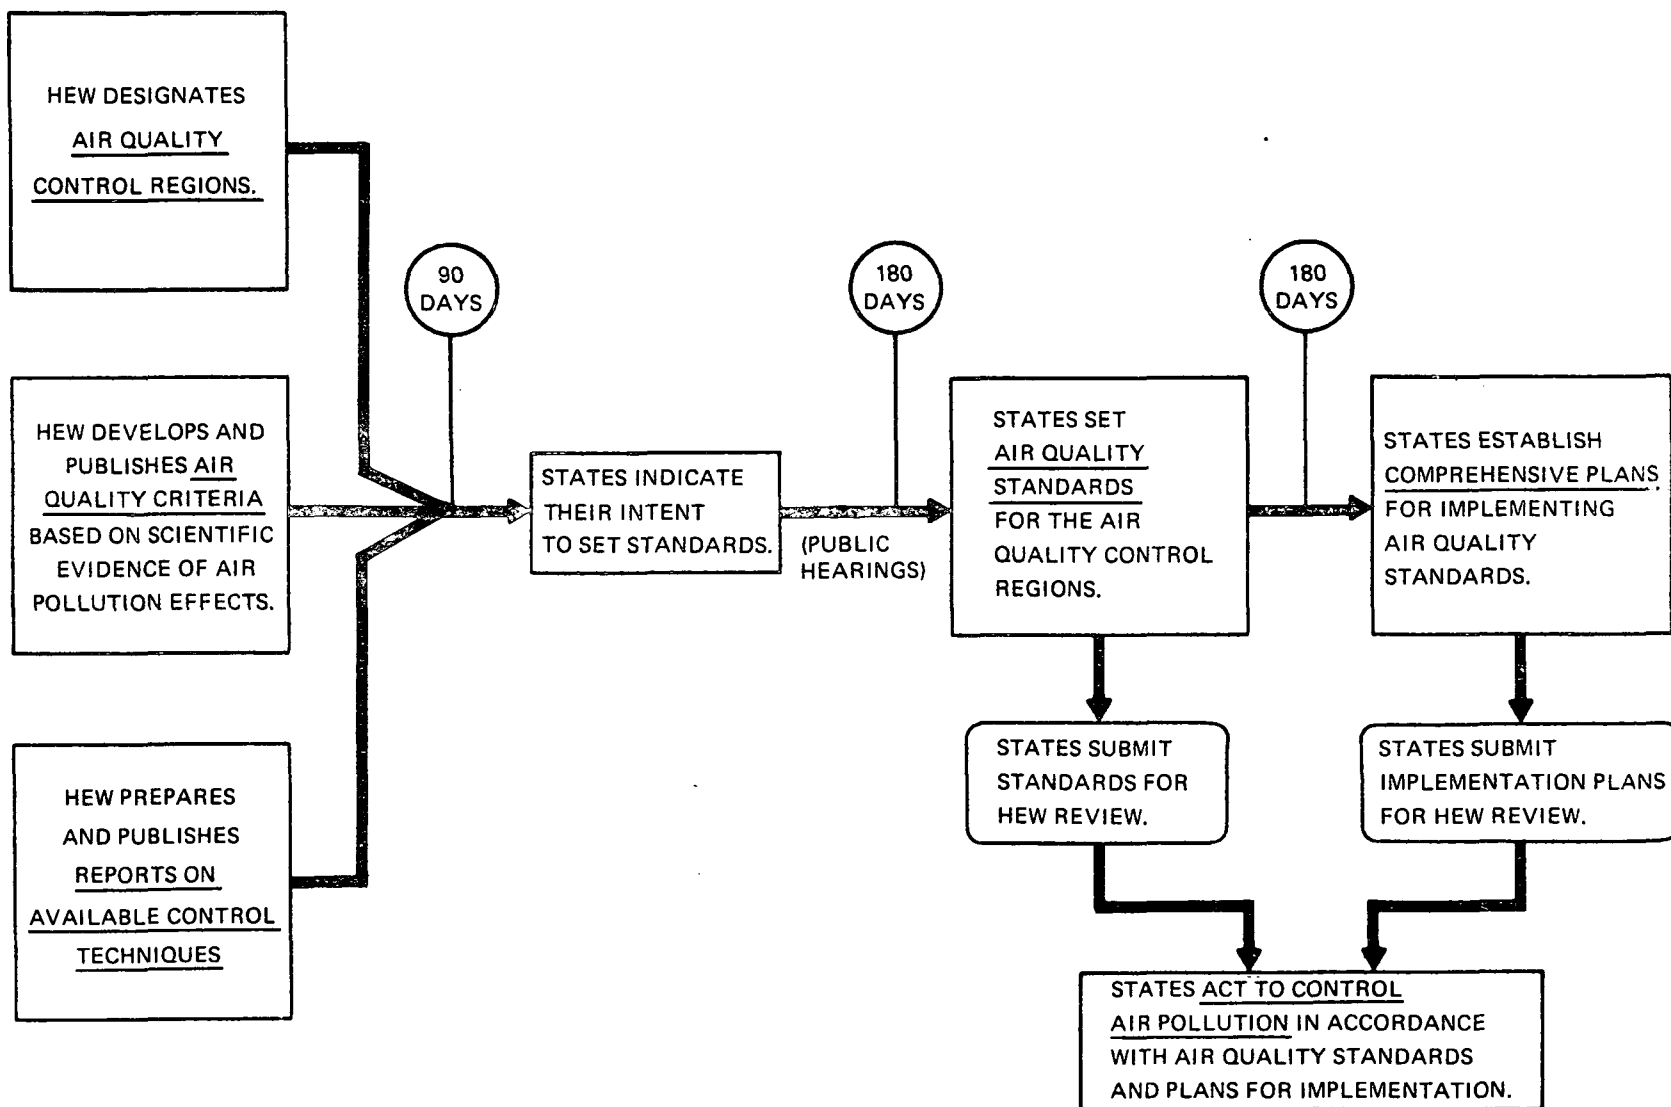 HEW DESIGNATES
AIR QUALITY
CONTROL REGIONS.
HEW DEVELOPS AND
PUBLISHES AIR
QUALITY CRITERIA
BASED ON SCIENTIFIC
EVIDENCE OF AIR
POLLUTION EFFECTS.
HEW PREPARES
AND PUBLISHES
REPORTS ON
AVAILABLE CONTROL
TECHNIQUES
90
DAYS
STATES INDICATE
THEIR INTENT
TO SET STANDARDS.
180
DAYS
(PUBLIC
HEARINGS)
STATES SET
AIR QUALITY
STANDARDS
FOR THE AIR
QUALITY CONTROL
REGIONS.
180
DAYS
STATES ESTABLISH
COMPREHENSIVE PLANS
FOR IMPLEMENTING
AIR QUALITY
STANDARDS.
STATES SUBMIT
STANDARDS FOR
HEW REVIEW.
STATES SUBMIT
IMPLEMENTATION PLANS
FOR HEW REVIEW.
STATES ACT TO CONTROL
AIR POLLUTION IN ACCORDANCE
WITH AIR QUALITY STANDARDS
AND PLANS FOR IMPLEMENTATION.